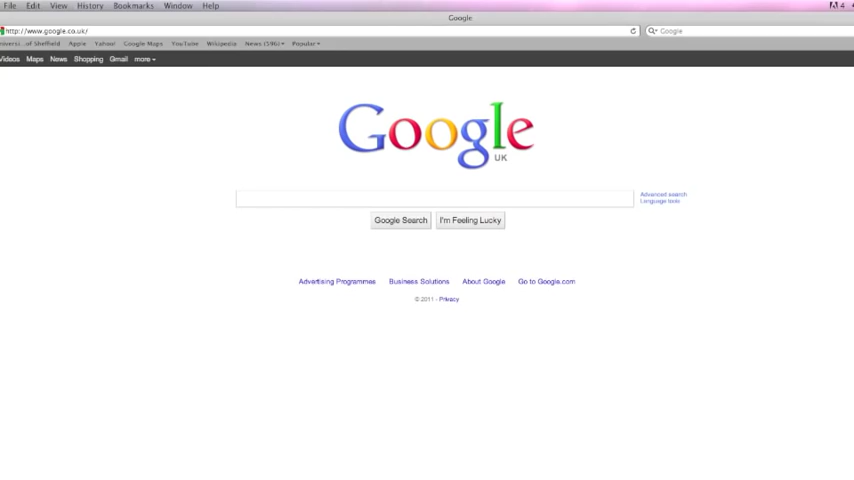 File Edit View History Bookmarks Window Help
4
Google
http://www.google.co.uk/
Google
of Sheffield Apple Yahoo! Google Maps YouTube Wikipedia News (596) Popular
Videos Maps News Shopping Gmail more
Google
UK
Advanced search
Language tools
Google Search I'm Feeling Lucky
Advertising Programmes Business Solutions About Google Go to Google.com
© 2011 - Privacy